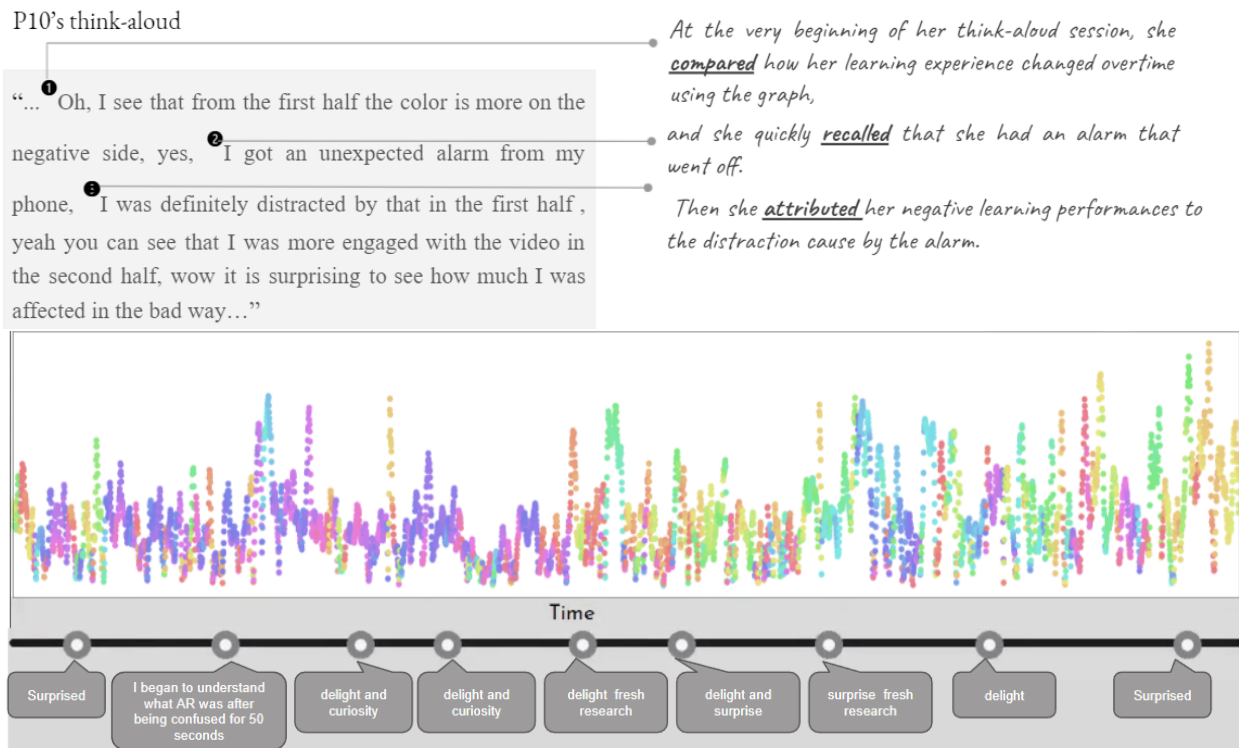 P10's think-aloud
“... ❶Oh, I see that from the first half the color is more on the
negative side, yes, ❷I got an unexpected alarm from my
phone, ❸I was definitely distracted by that in the first half ,
yeah you can see that I was more engaged with the video in
the second half, wow it is surprising to see how much I was
affected in the bad way…”
At the very beginning of her think-aloud session, she
compared how her learning experience changed overtime
using the graph,
and she quickly recalled that she had an alarm that
went off.
Then she attributed her negative learning performances to
the distraction cause by the alarm.
Time
Surprised
I began to understand
what AR was after
being confused for 50
seconds
delight and
curiosity
delight and
curiosity
delight fresh
research
delight and
surprise
surprise fresh
research
delight
Surprised